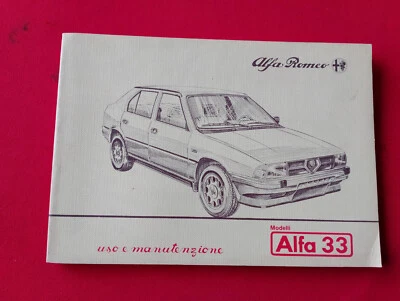 Alfa Romeo
Modelli
Alfa 33
uso e manutenzione